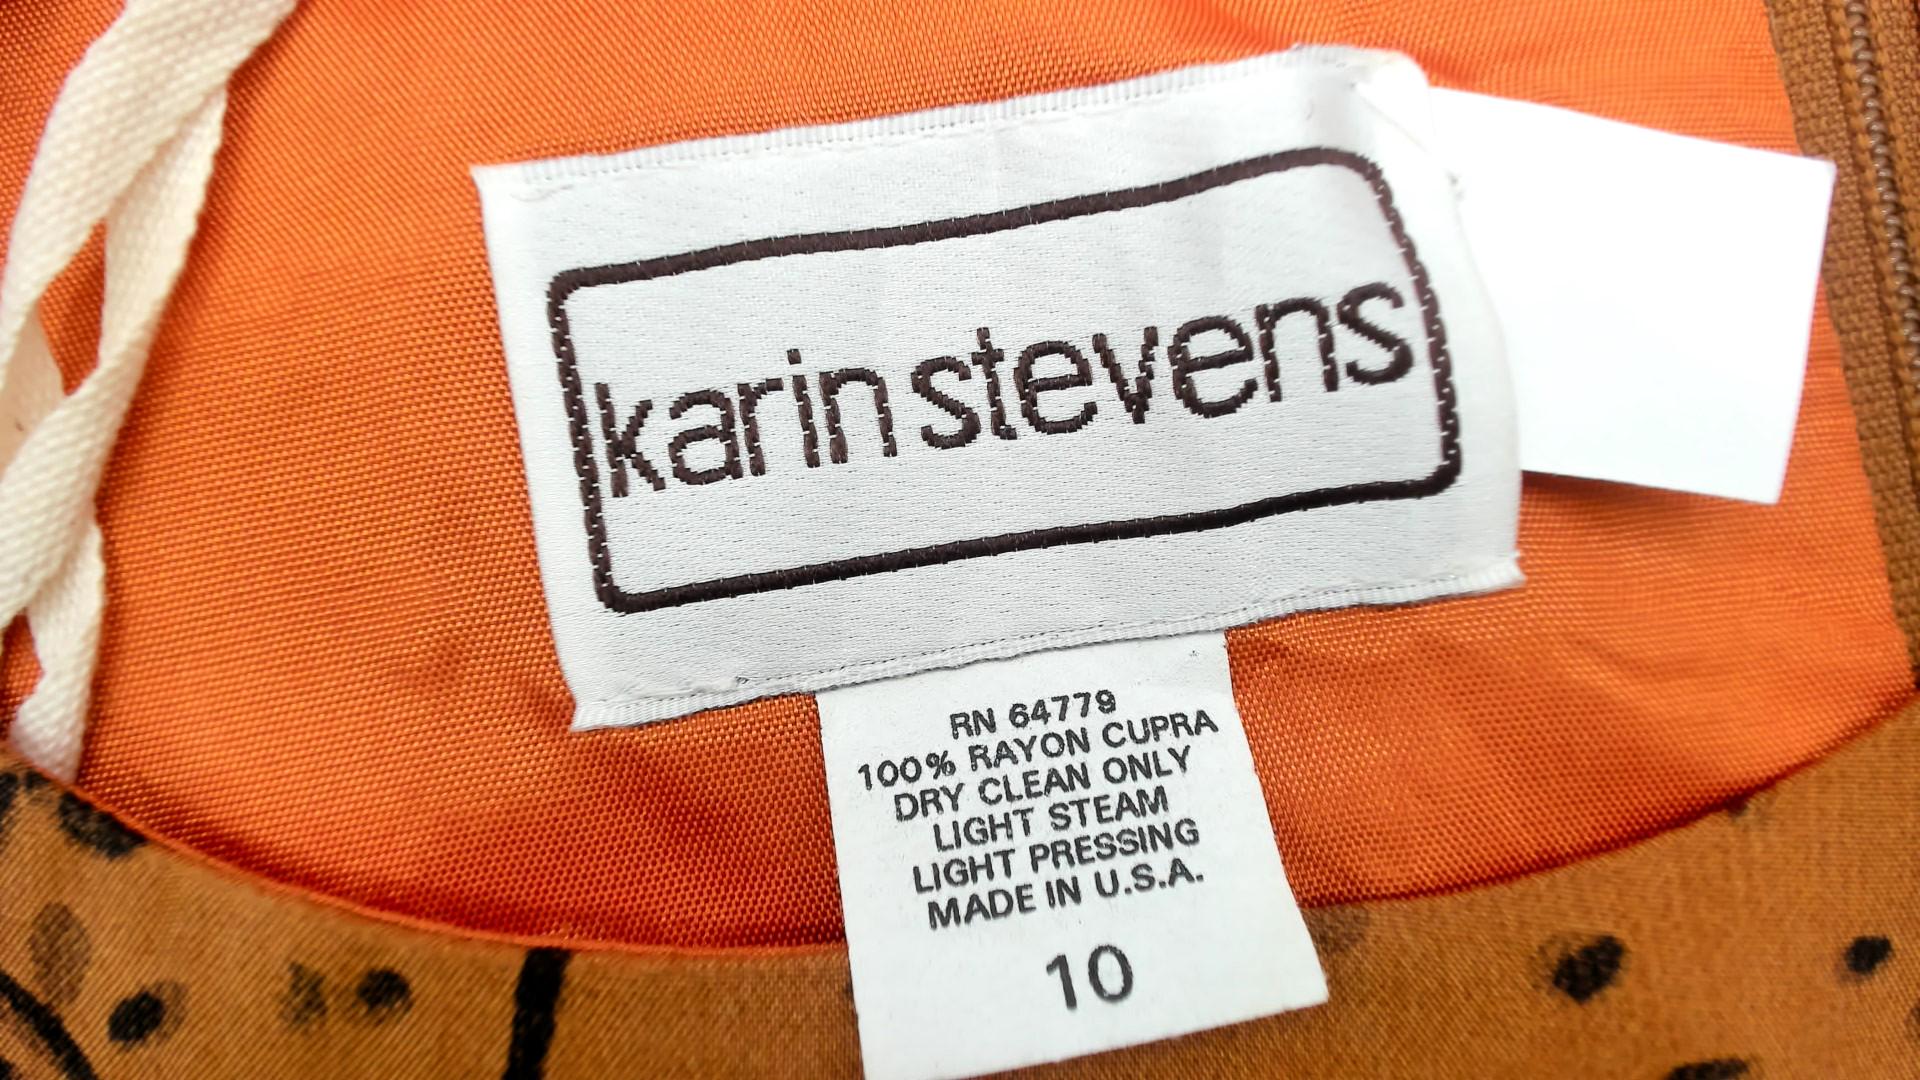 karin stevens
RN 64779
100% RAYON CUPRA
DRY CLEAN ONLY
LIGHT STEAM
LIGHT PRESSING
MADE IN U.S.A.
10